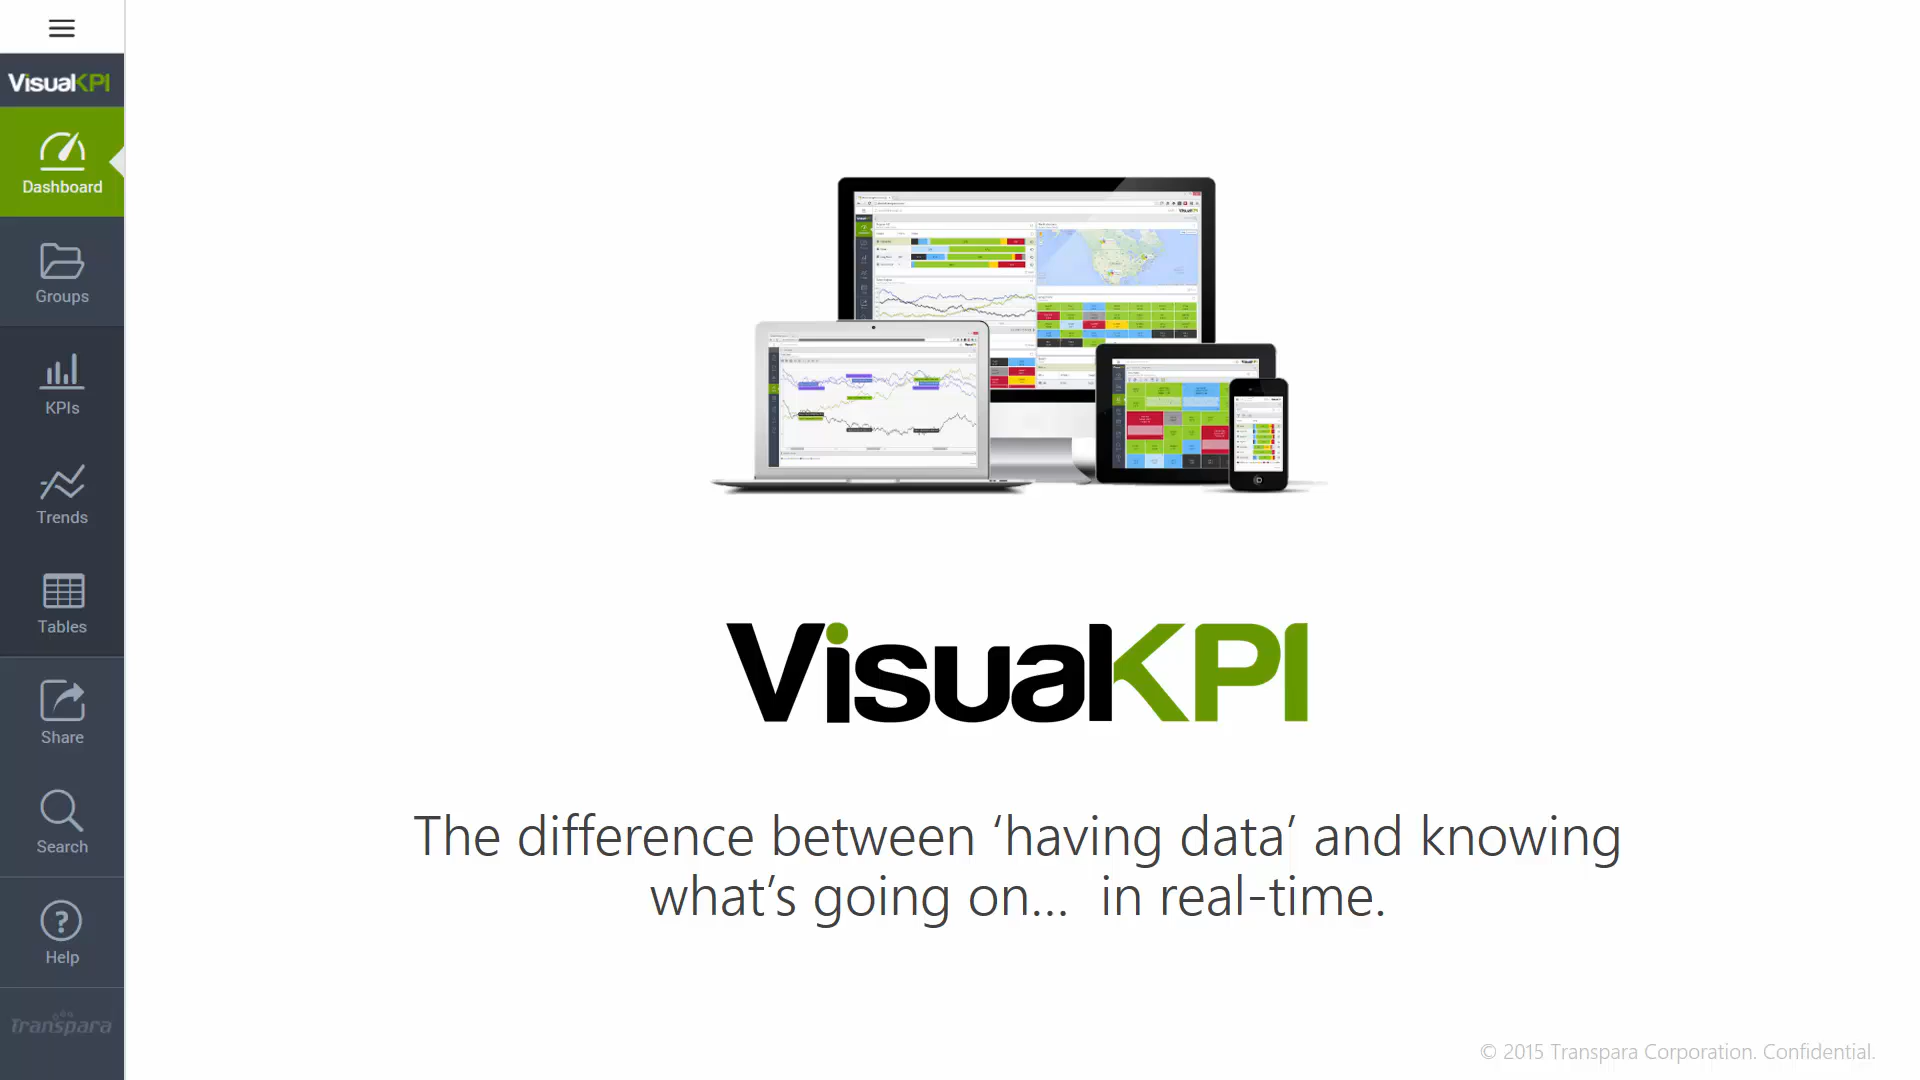 VisualKPI
Dashboard
Groups
KPIs
Trends
Tables
Share
Search
Help
Transpara
VisualKPI
The difference between ‘having data’ and knowing
what’s going on... in real-time.
© 2015 Transpara Corporation. Confidential.